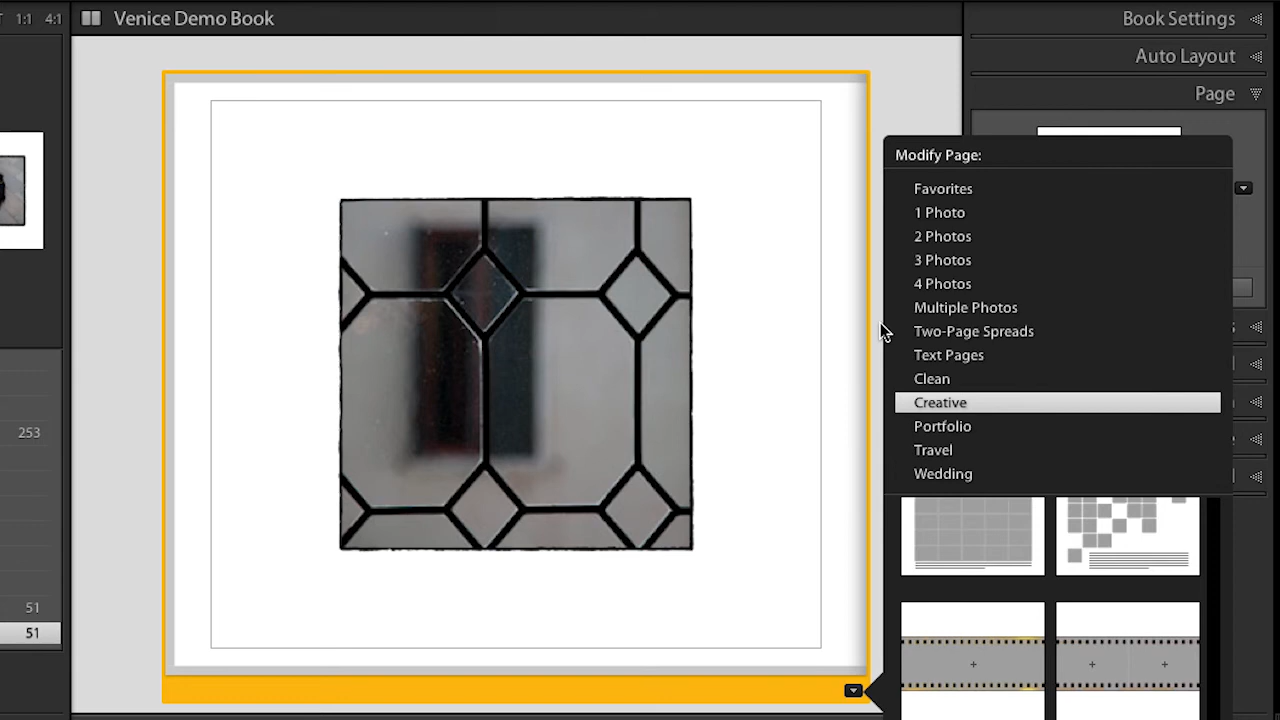 1:1 4:1
Venice Demo Book
Book Settings
Auto Layout
Page
Modify Page:
Favorites
1 Photo
2 Photos
3 Photos
4 Photos
Multiple Photos
Two-Page Spreads
Text Pages
Clean
Creative
Portfolio
Travel
Wedding
253
51
51